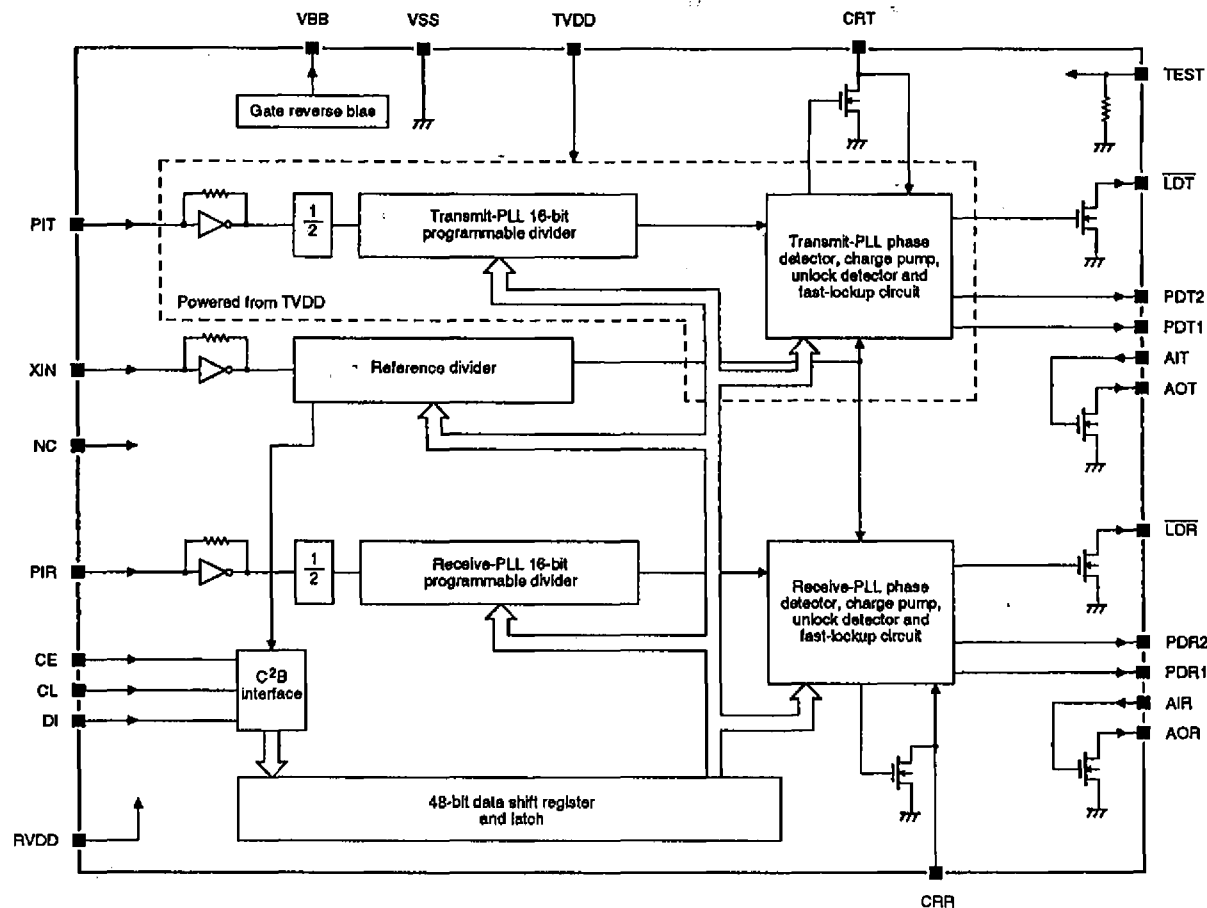 VBB
VSS
TVDD
CRT
TEST
Gate reverse bias
LDT
PIT
1
2
Transmit-PLL 16-bit
programmable divider
Transmit-PLL phase
detector, charge pump,
unlock detector and
fast-lockup circuit
PDT2
Powered from TVDD
PDT1
AIT
XIN
Reference divider
AOT
NC
LDR
PIR
1
2
Receive-PLL 16-bit
programmable divider
Receive-PLL phase
detector, charge pump,
unlock detector and
fast-lockup circuit
PDR2
CE
C²B
interface
PDR1
CL
AIR
DI
AOR
48-bit data shift register
and latch
RVDD
CRR